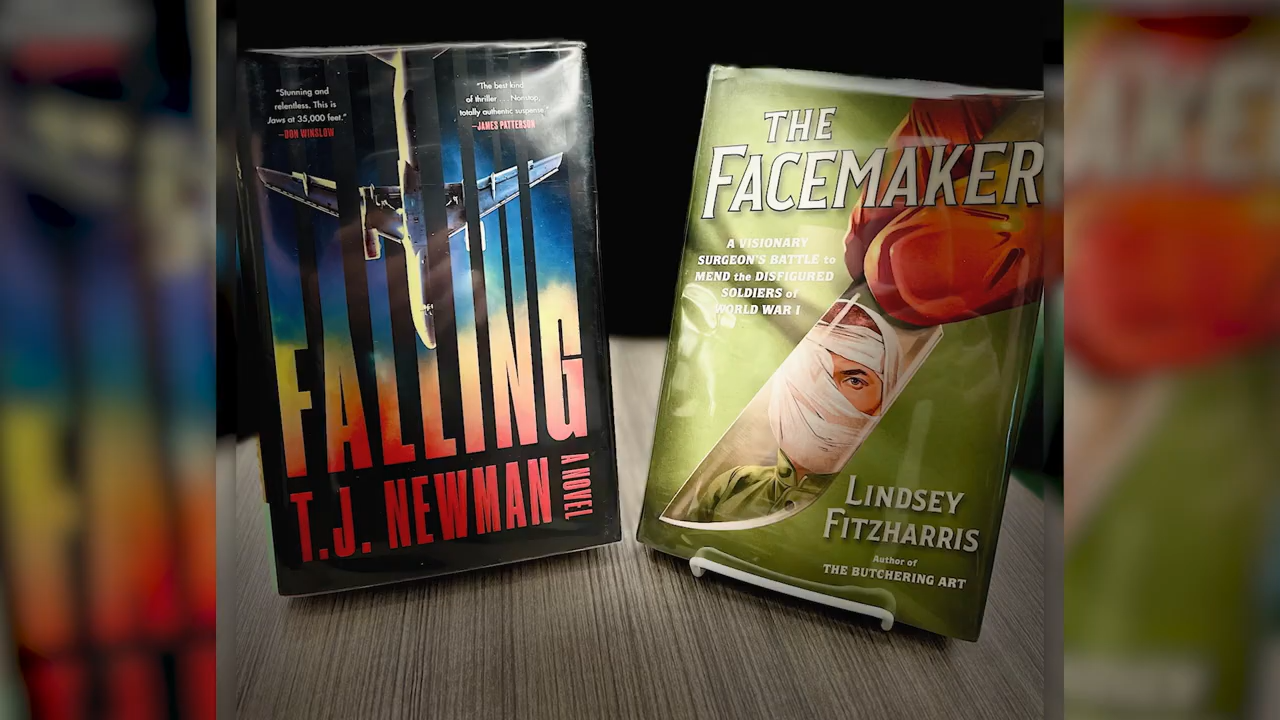 "Stunning and
relentless. This is
Jaws at 35,000 feet."
—DON WINSLOW
"The best kind
of thriller . . . Nonstop,
totally authentic suspense."
—JAMES PATTERSON
FALLING
A NOVEL
T.J. NEWMAN
THE
FACEMAKER
A VISIONARY
SURGEON'S BATTLE to
MEND the DISFIGURED
SOLDIERS of
WORLD WAR I
LINDSEY
FITZHARRIS
Author of
THE BUTCHERING ART